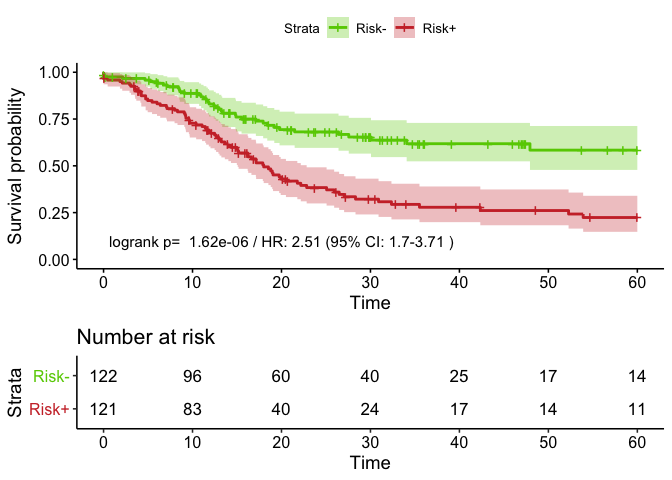 Strata Risk- Risk+
Survival probability
1.00
0.75
0.50
0.25
0.00
logrank p=  1.62e-06 / HR: 2.51 (95% CI: 1.7-3.71 )
0 10 20 30 40 50 60
Time
Number at risk
Strata
Risk- 122 96 60 40 25 17 14
Risk+ 121 83 40 24 17 14 11
0 10 20 30 40 50 60
Time